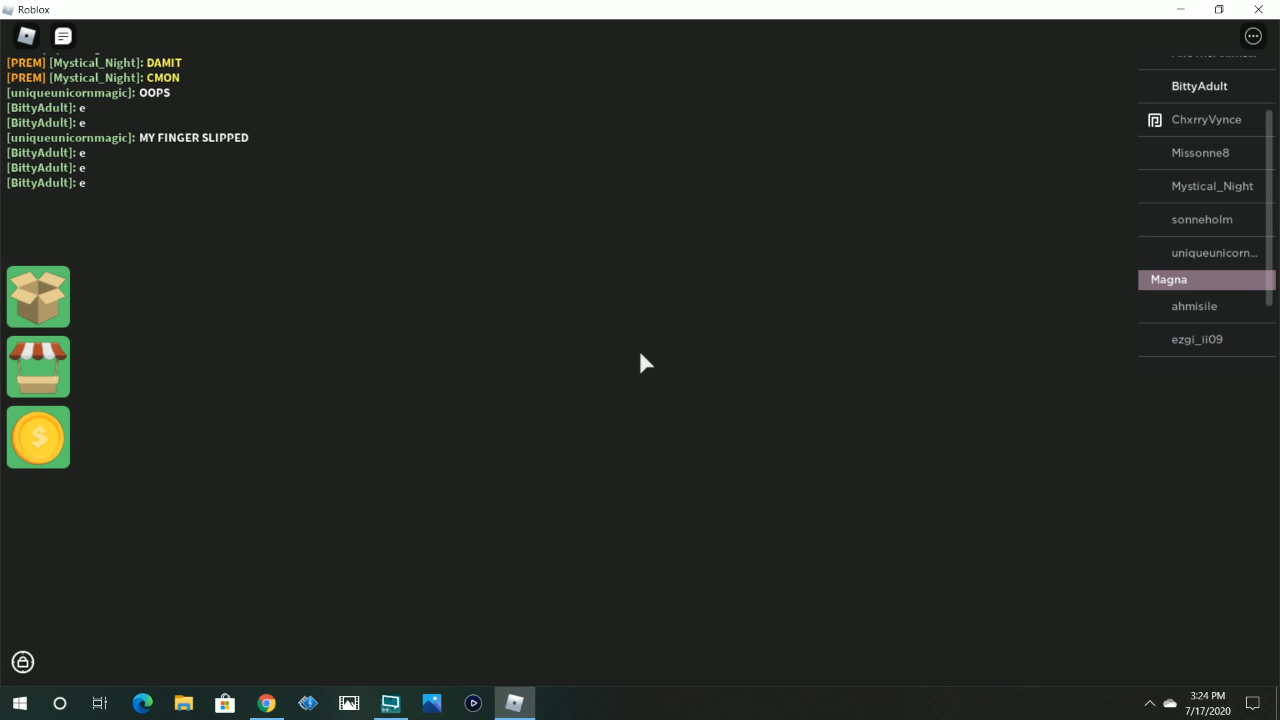 Roblox
[PREM] [Mystical_Night]: DAMIT
[PREM] [Mystical_Night]: CMON
[uniqueunicornmagic]: OOPS
[BittyAdult]: e
[BittyAdult]: e
[uniqueunicornmagic]: MY FINGER SLIPPED
[BittyAdult]: e
[BittyAdult]: e
[BittyAdult]: e
BittyAdult
ChxrryVynce
Missonne8
Mystical_Night
sonneholm
uniqueunicorn...
Magna
ahmisile
ezgi_ii09
$
3:24 PM
7/17/2020